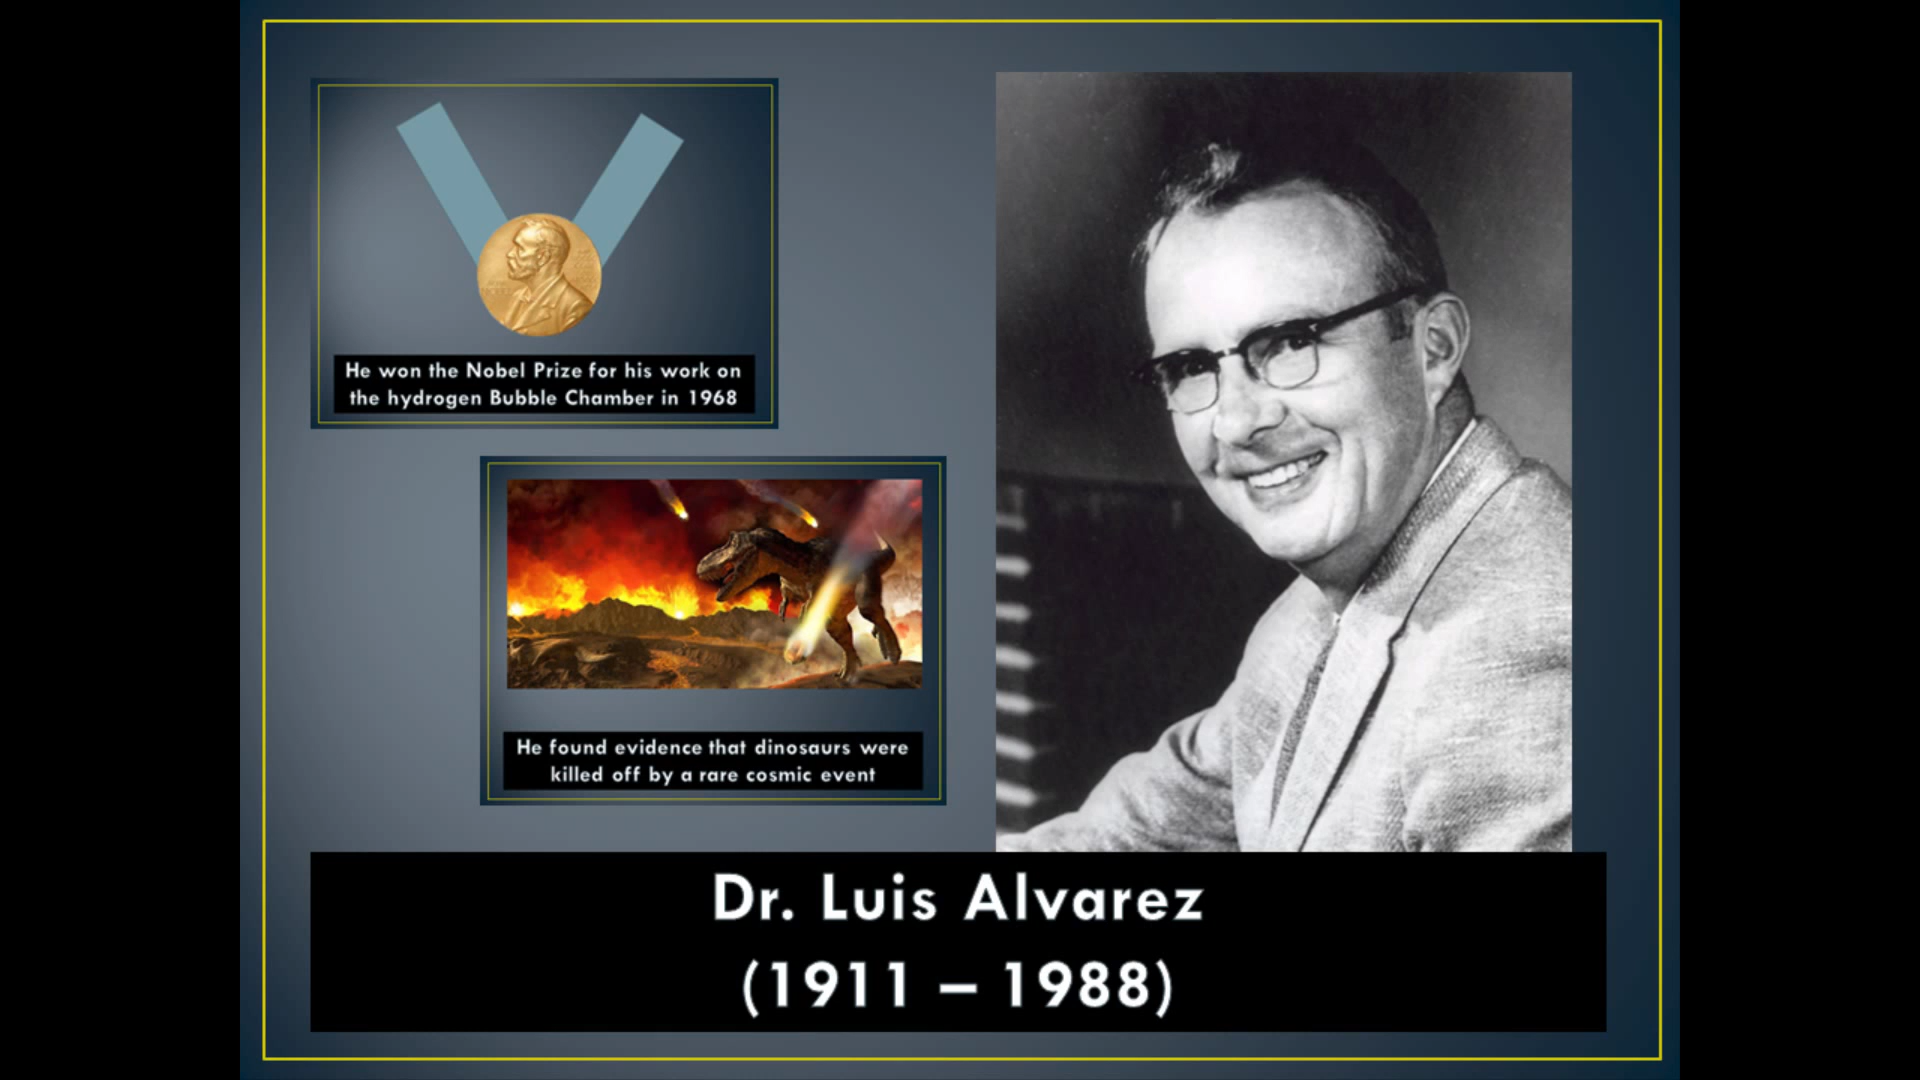 He won the Nobel Prize for his work on
the hydrogen Bubble Chamber in 1968
He found evidence that dinosaurs were
killed off by a rare cosmic event
Dr. Luis Alvarez
(1911 – 1988)